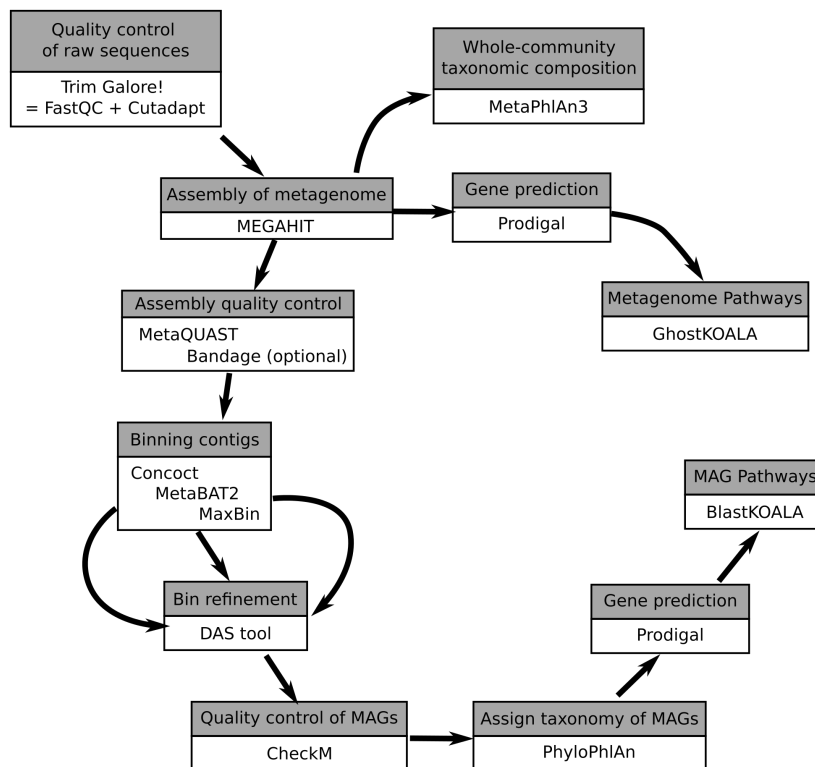 Quality control
of raw sequences
Trim Galore!
= FastQC + Cutadapt
Whole-community
taxonomic composition
MetaPhlAn3
Assembly of metagenome
MEGAHIT
Gene prediction
Prodigal
Metagenome Pathways
GhostKOALA
Assembly quality control
MetaQUAST
Bandage (optional)
Binning contigs
Concoct
MetaBAT2
MaxBin
Bin refinement
DAS tool
Quality control of MAGs
CheckM
Assign taxonomy of MAGs
PhyloPhlAn
Gene prediction
Prodigal
MAG Pathways
BlastKOALA